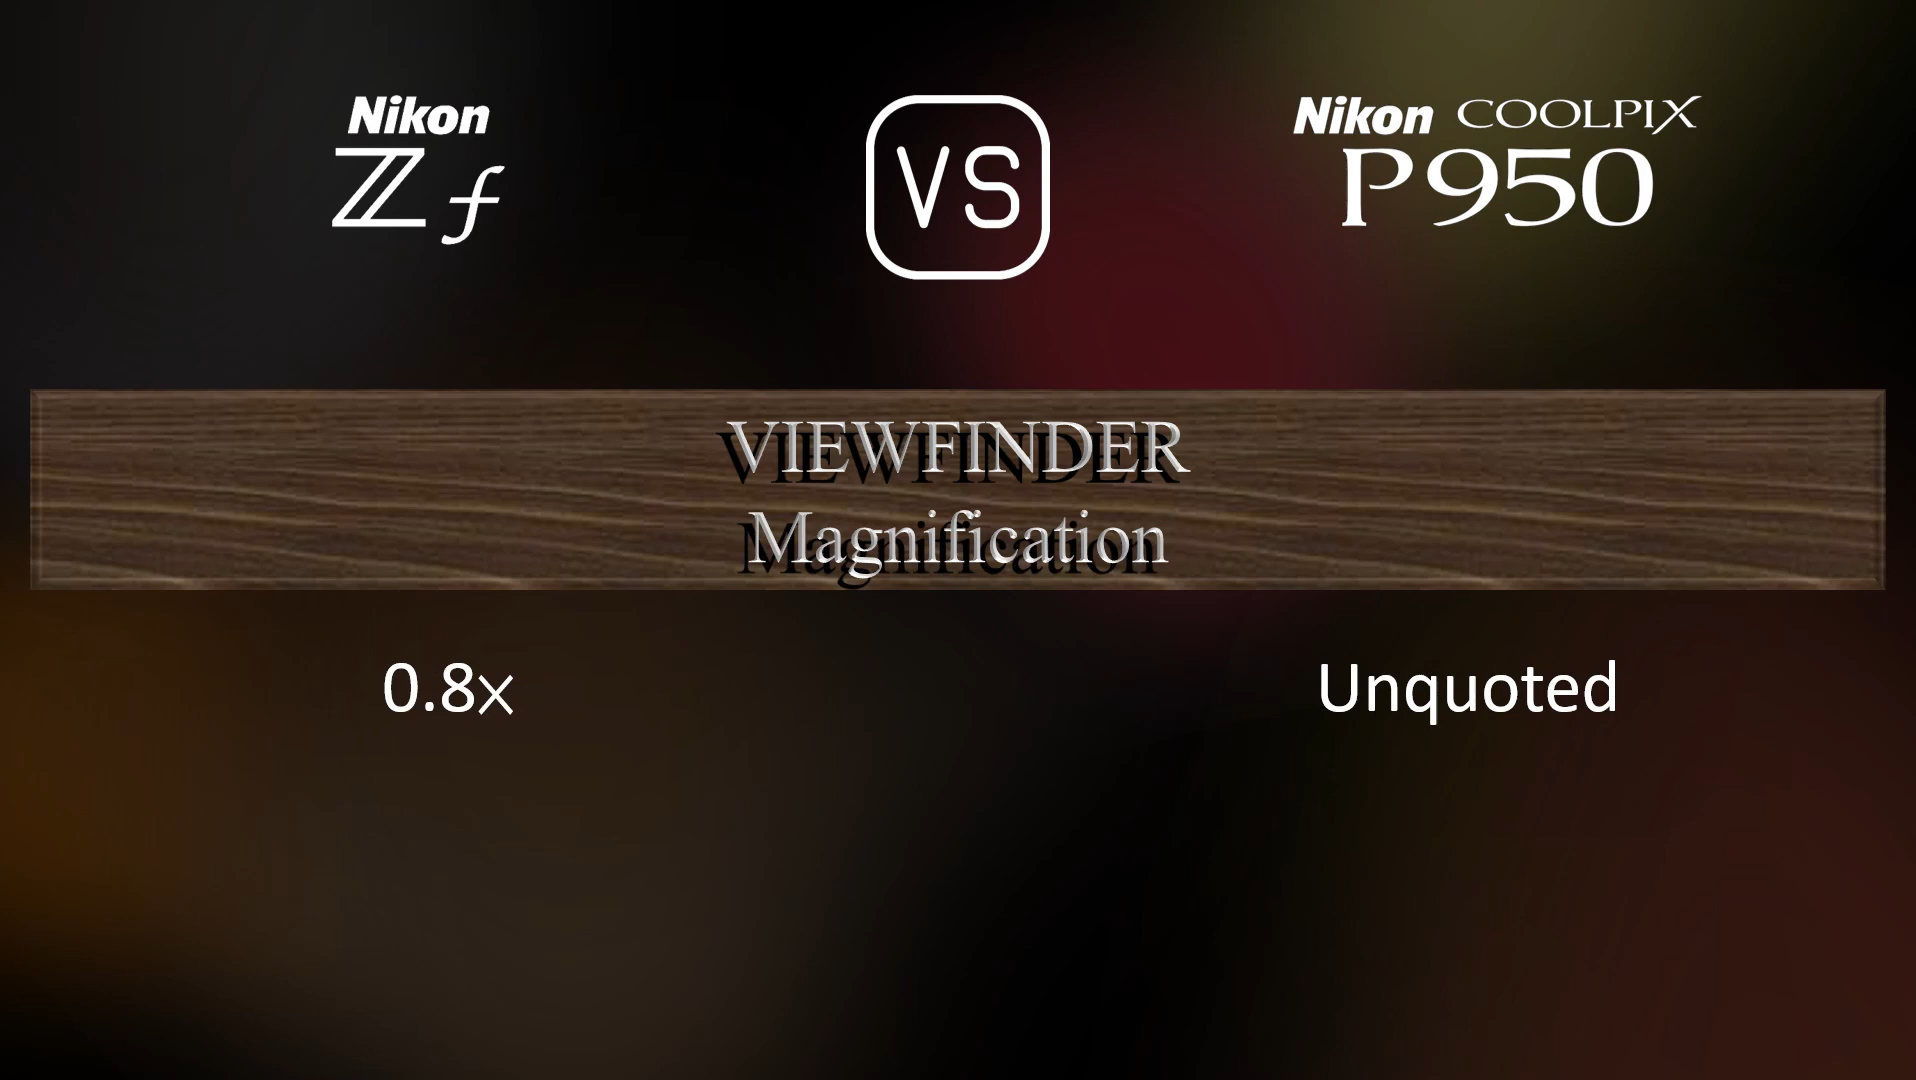 Nikon
Z f
VS
Nikon COOLPIX
P950
VIEWFINDER
Magnification
0.8x
Unquoted